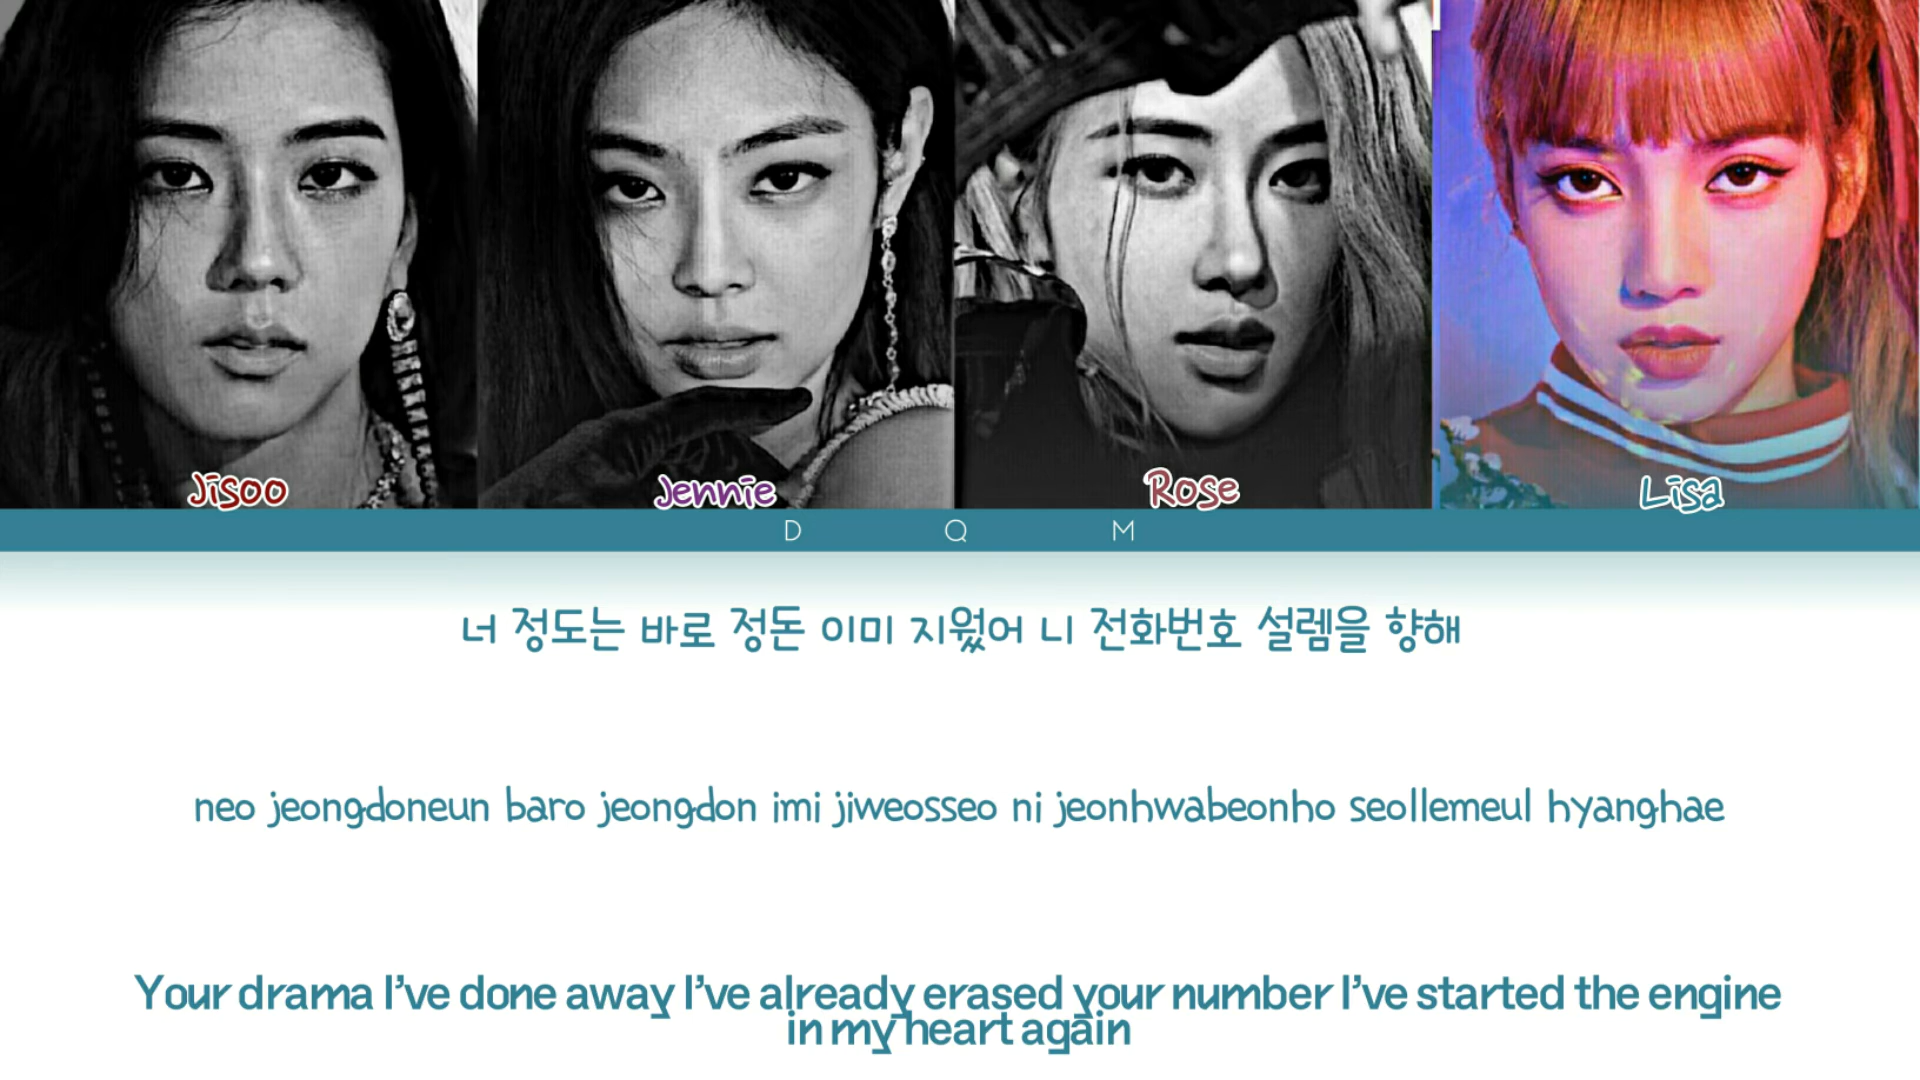 Jisoo
Jennie
Rose
Lisa
D Q M
너 정도는 바로 정돈 이미 지웠어 니 전화번호 설렘을 향해
neo jeongdoneun baro jeongdon imi jiweosseo ni jeonhwabeonho seollemeul hyanghae
Your drama I've done away I've already erased your number I've started the engine
in my heart again